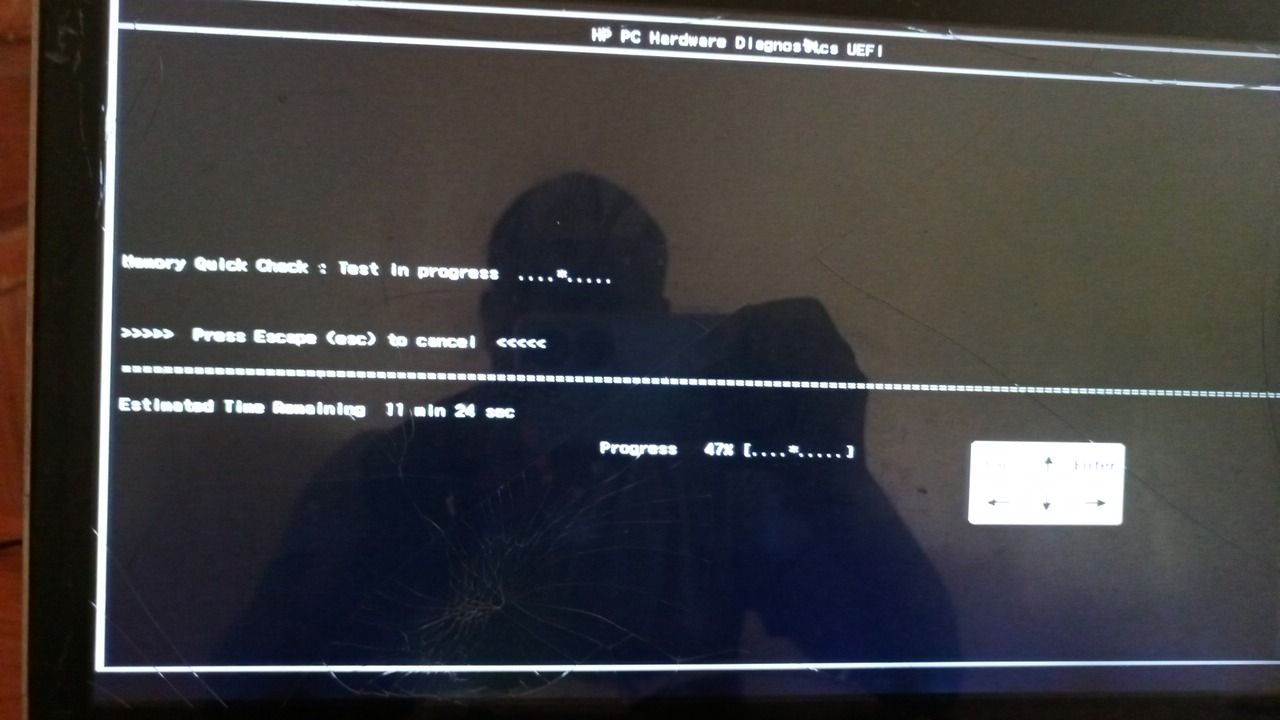 HP PC Hardware Diagnostics UEFI
Memory Quick Check : Test in progress ....*.....
>>>>> Press Escape (esc) to cancel <<<<<
Estimated Time Remaining 11 min 24 sec
Progress 47% [....*.....]
Enter